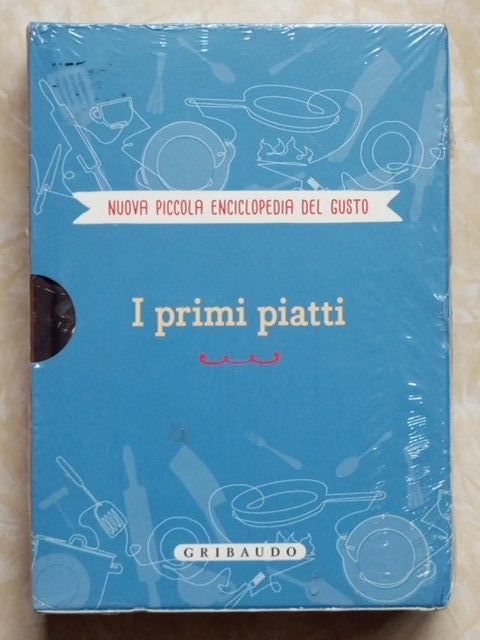 NUOVA PICCOLA ENCICLOPEDIA DEL GUSTO
I primi piatti
GRIBAUDO